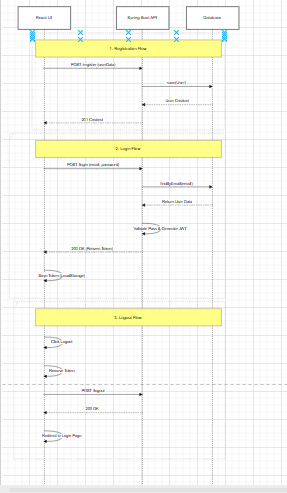 React UI
Spring Boot API
Database
1. Registration Flow
POST /register (userData)
save(User)
User Created
201 Created
2. Login Flow
POST /login (email, password)
findByEmail(email)
Return User Data
Validate Pass & Generate JWT
200 OK (Returns Token)
Save Token (LocalStorage)
3. Logout Flow
Click Logout
Remove Token
POST /logout
200 OK
Redirect to Login Page